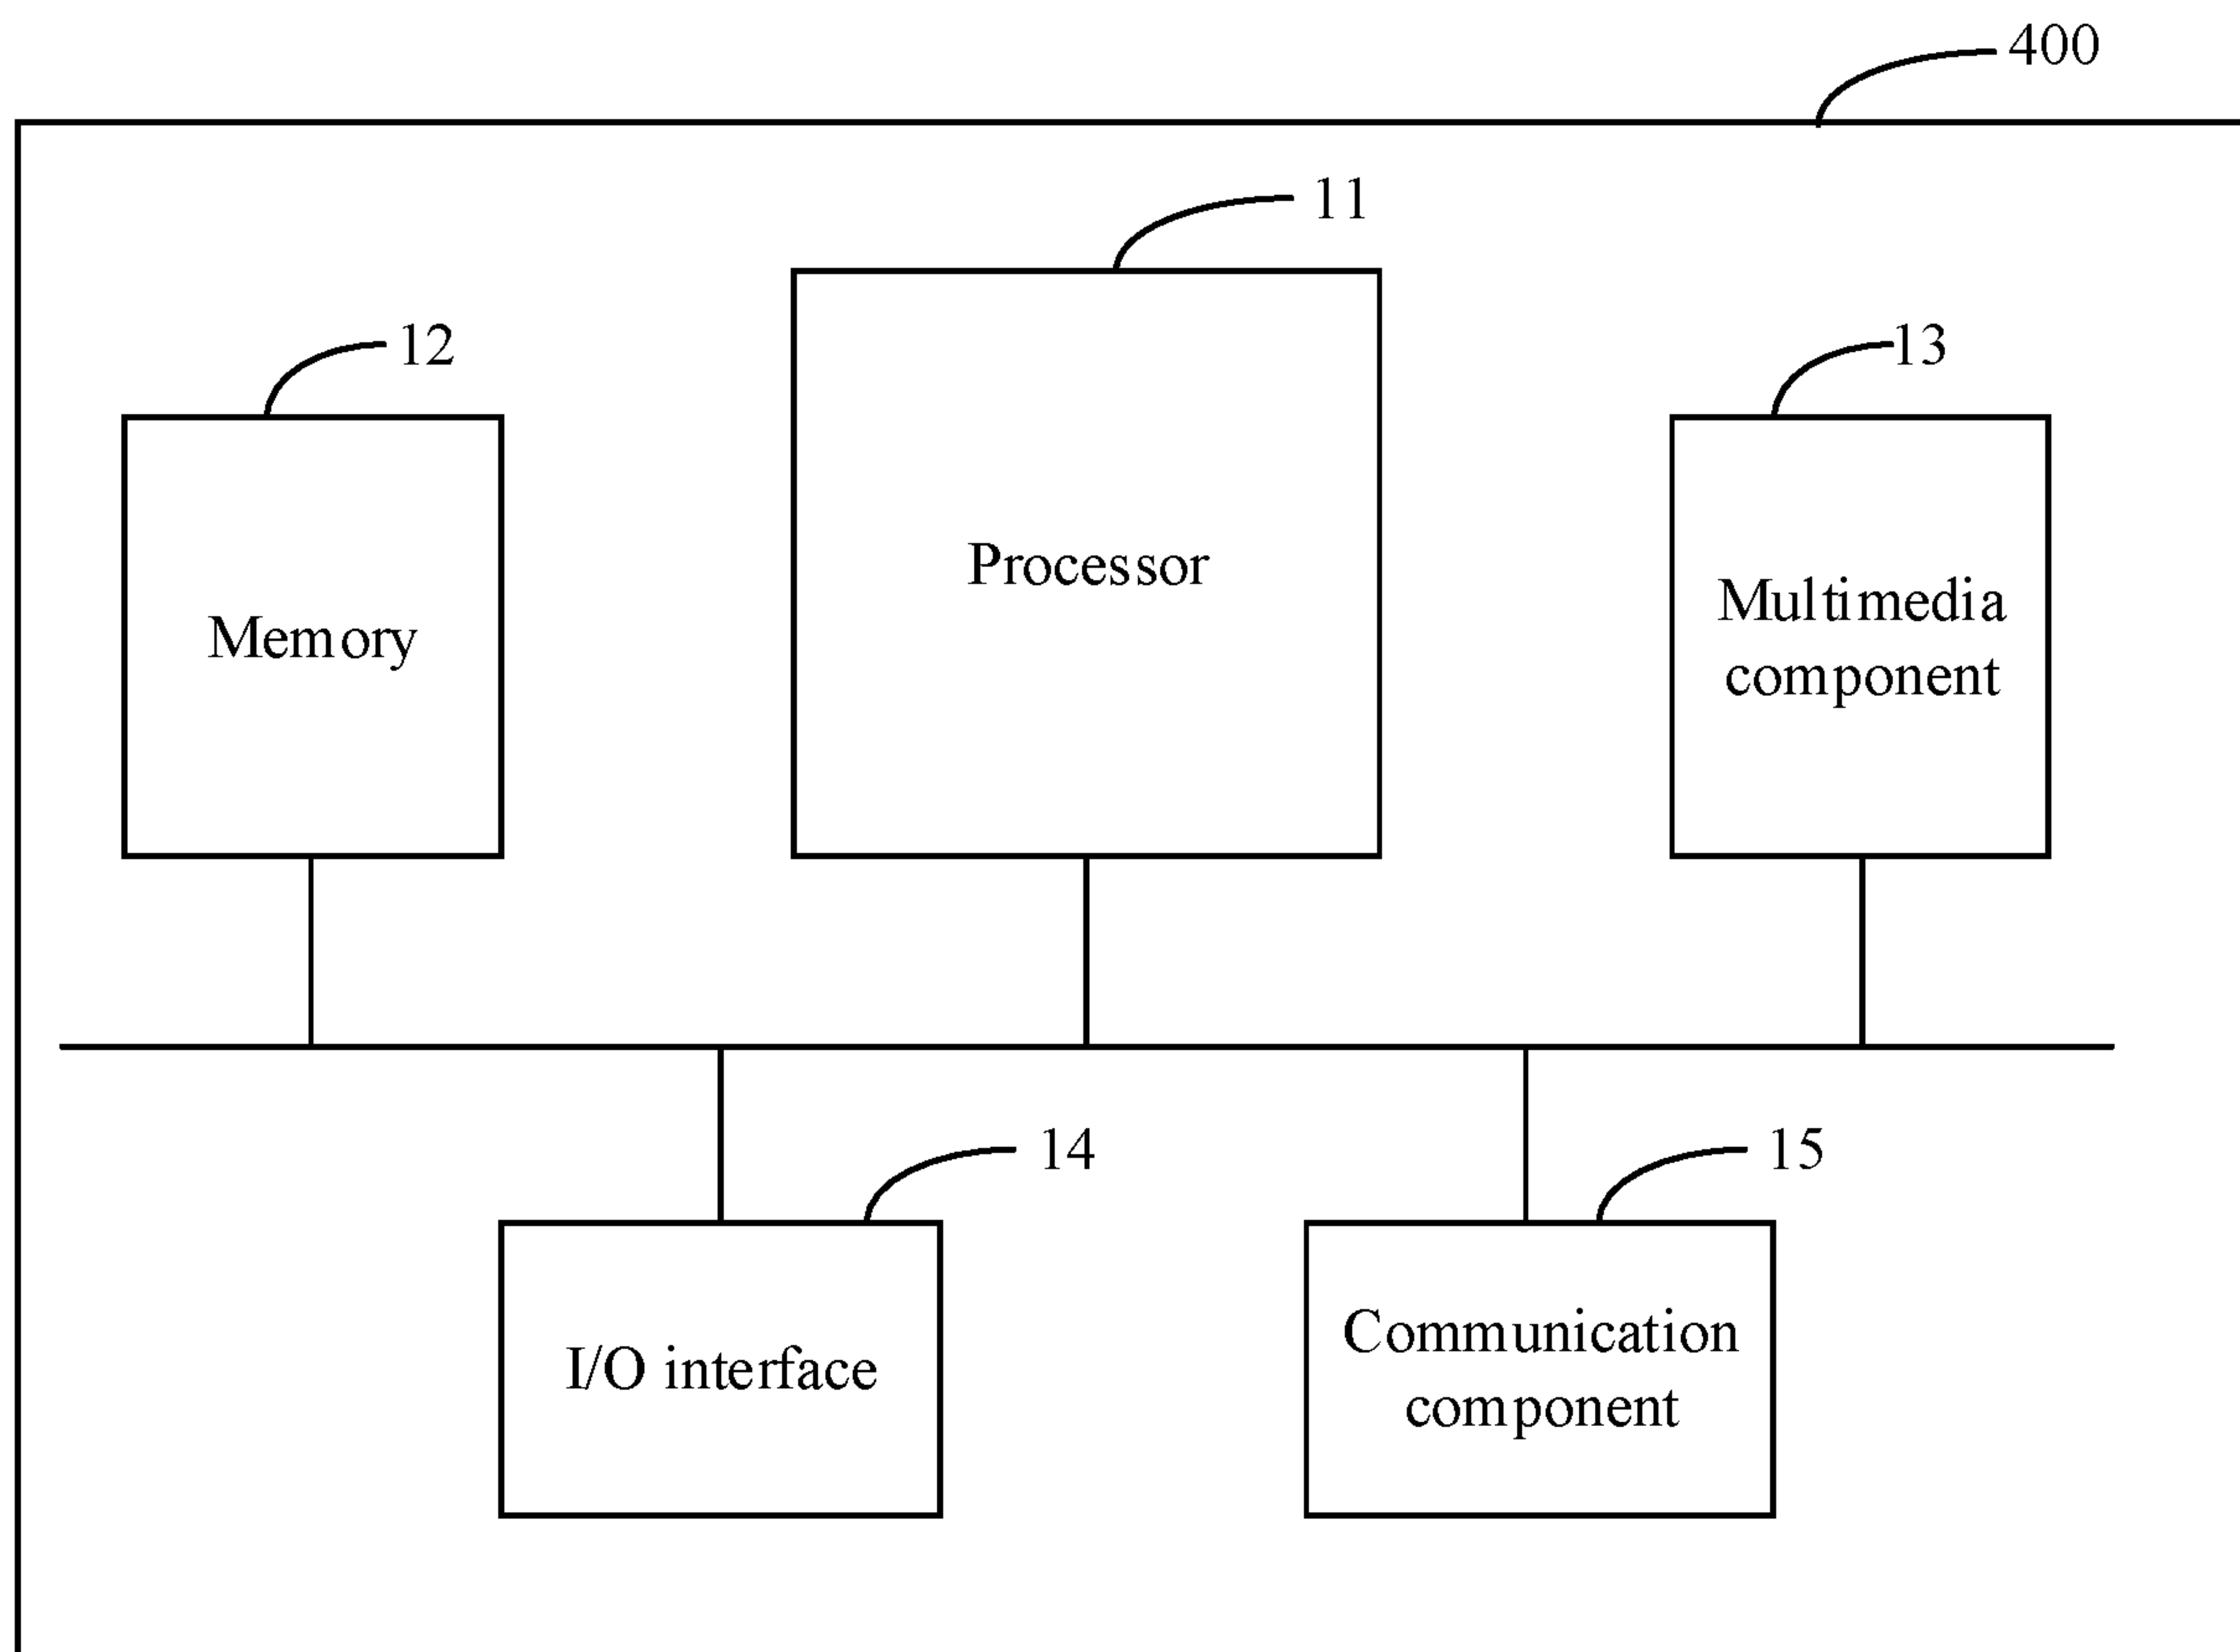 400
11
12
13
Processor
Memory
Multimedia
component
14
15
I/O interface
Communication
component